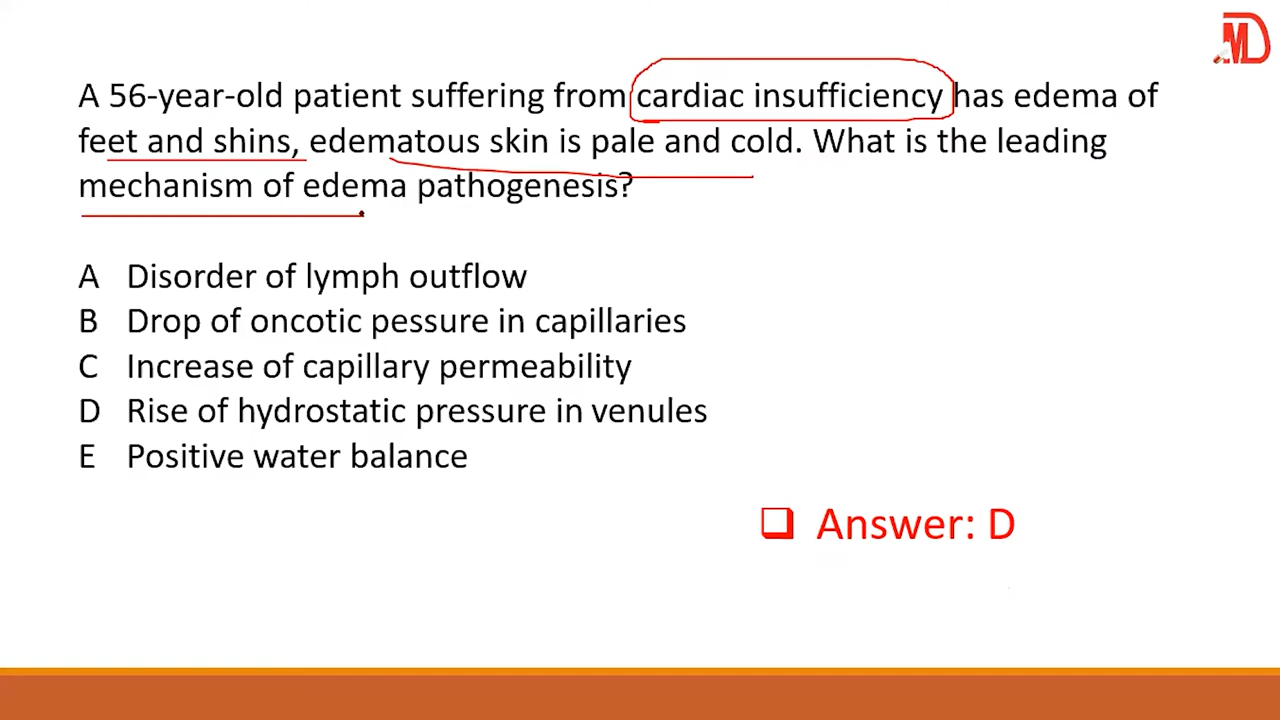 MD
A 56-year-old patient suffering from cardiac insufficiency has edema of
feet and shins, edematous skin is pale and cold. What is the leading
mechanism of edema pathogenesis?
A Disorder of lymph outflow
B Drop of oncotic pessure in capillaries
C Increase of capillary permeability
D Rise of hydrostatic pressure in venules
E Positive water balance
Answer: D